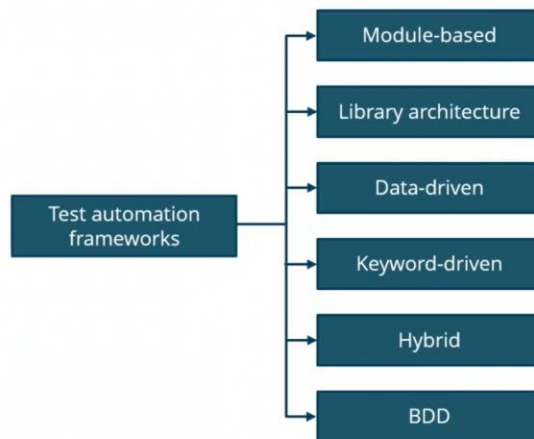 Module-based
Library architecture
Data-driven
Test automation
frameworks
Keyword-driven
Hybrid
BDD